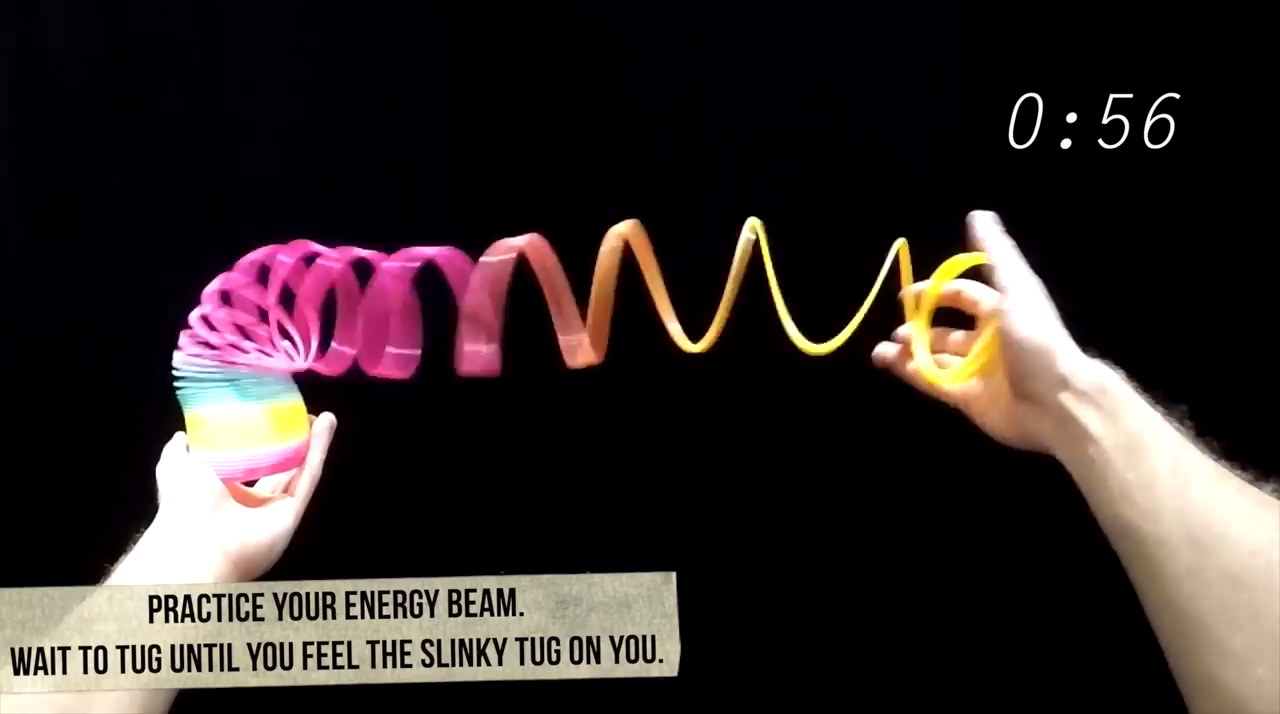 0:56
PRACTICE YOUR ENERGY BEAM.
WAIT TO TUG UNTIL YOU FEEL THE SLINKY TUG ON YOU.